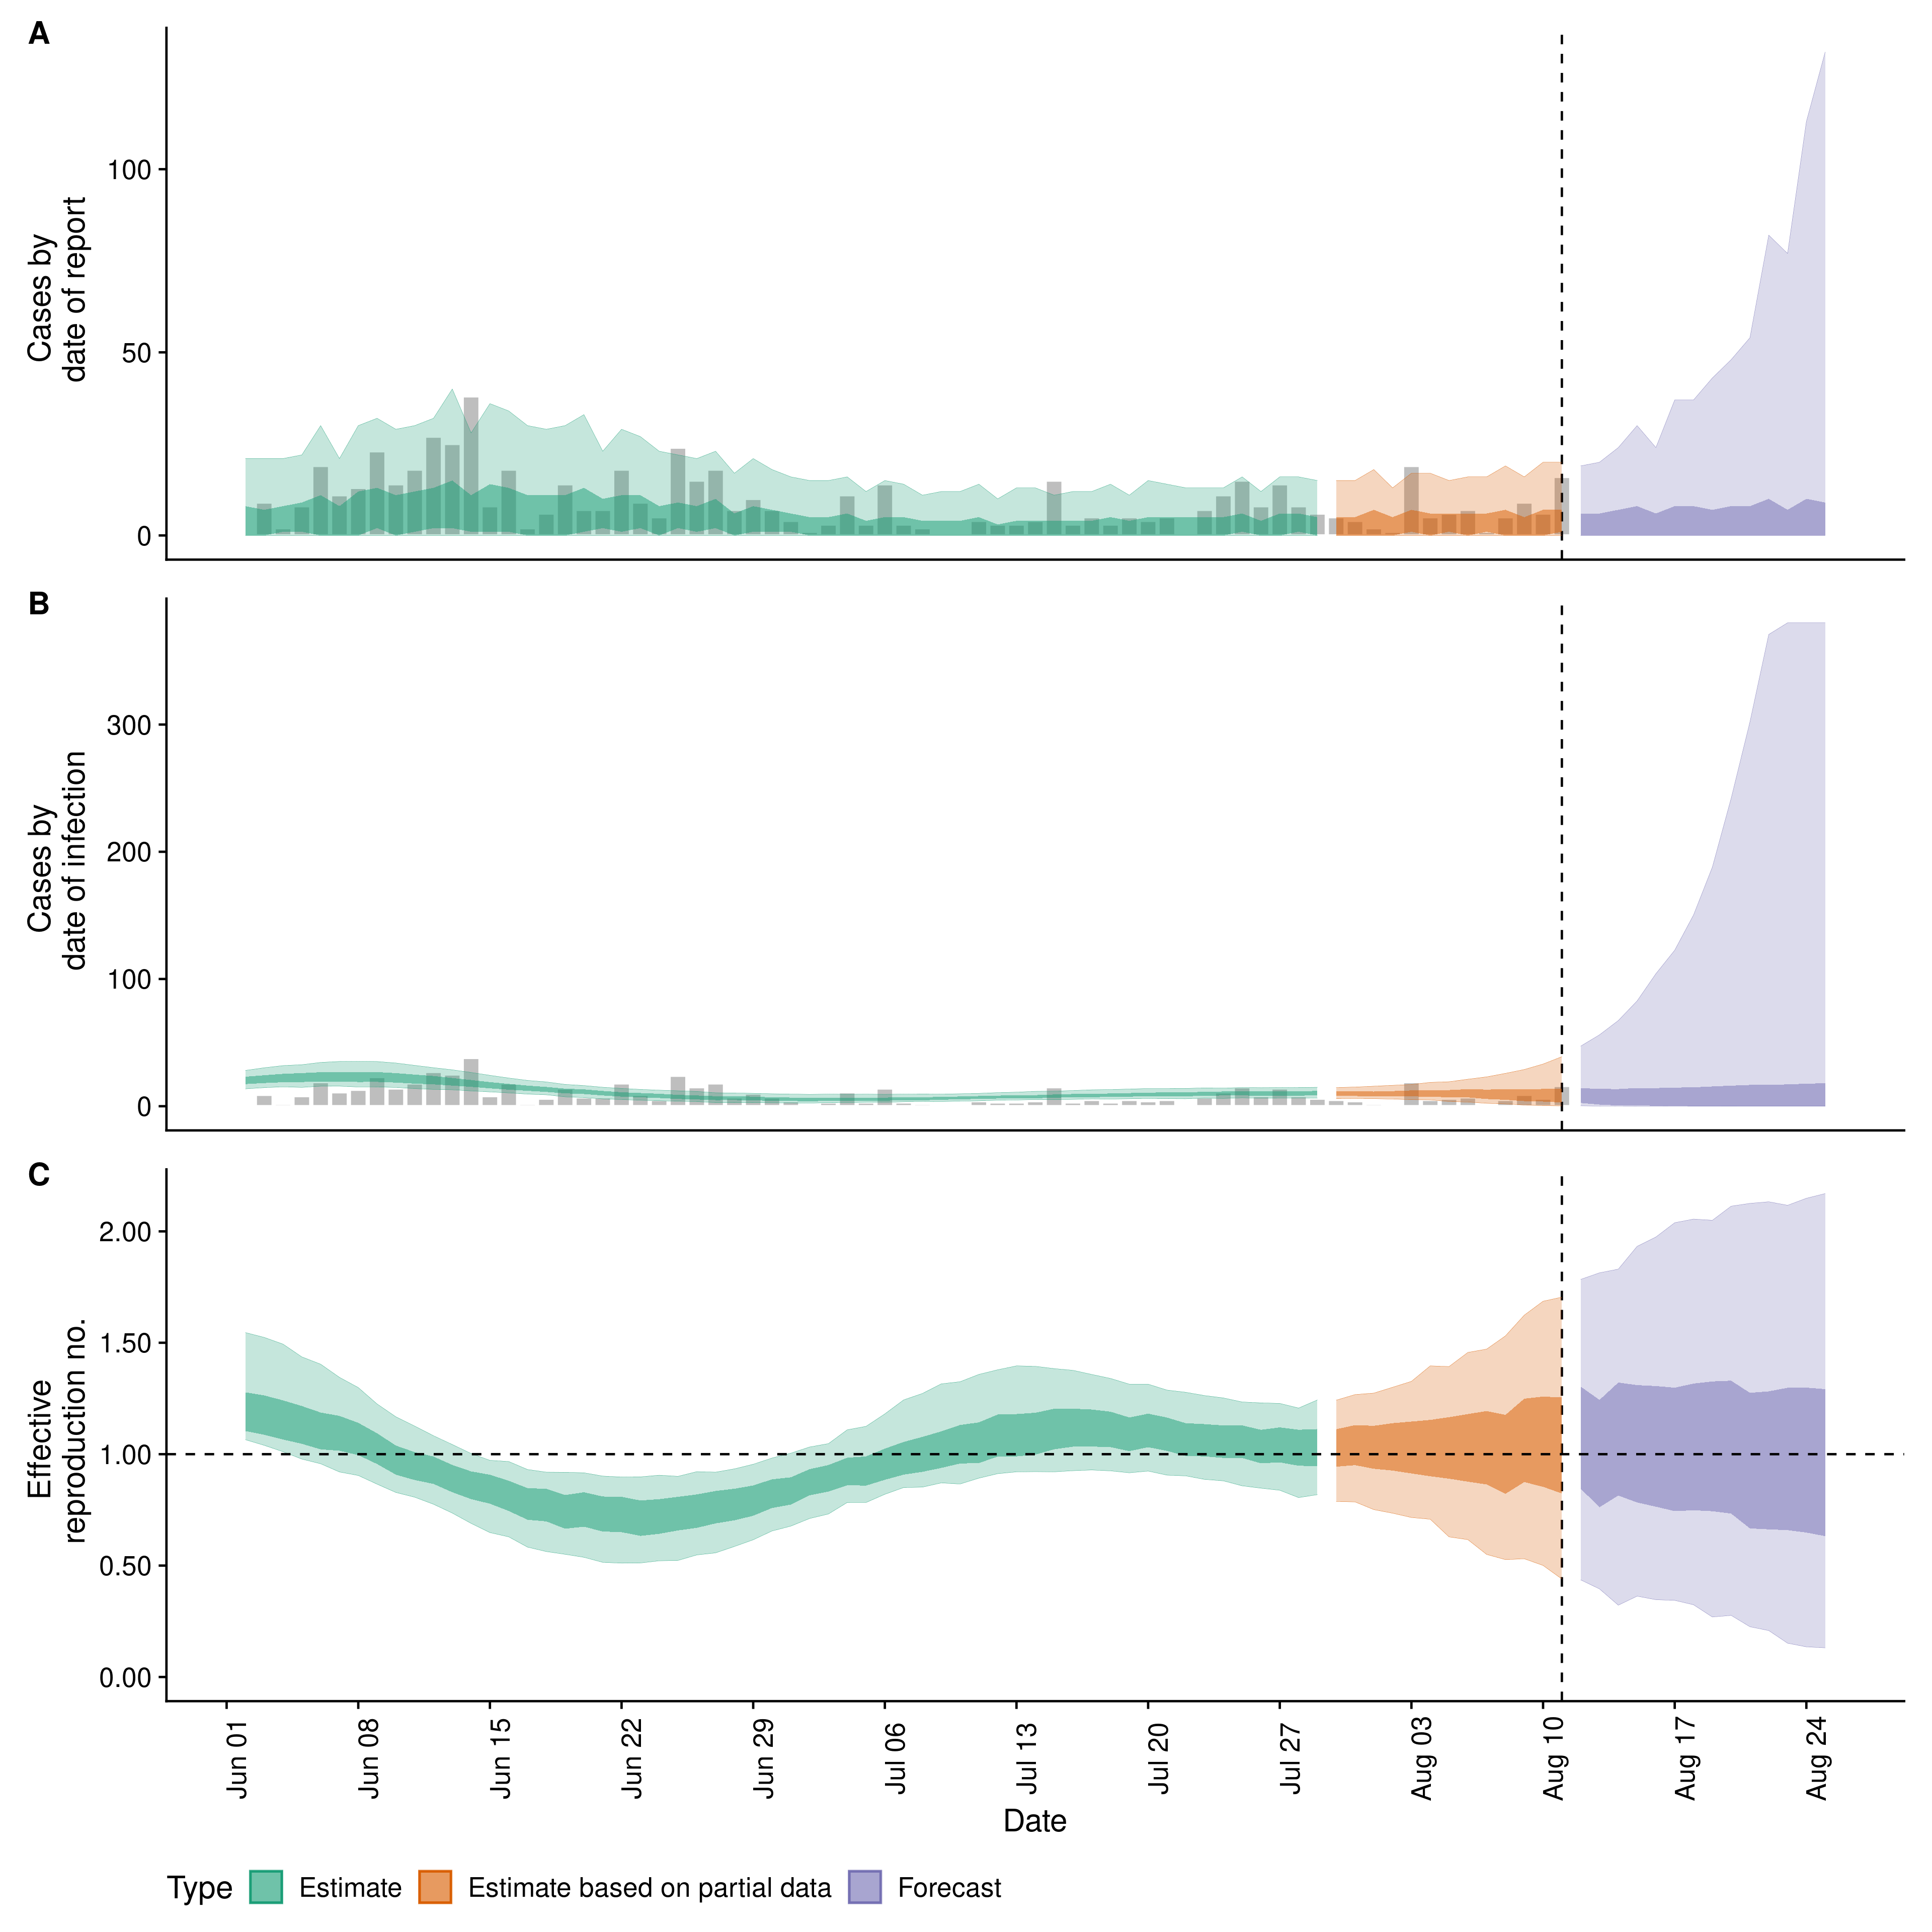 A
Cases by
date of report
100
50
0
B
Cases by
date of infection
300
200
100
0
C
Effective
reproduction no.
2.00
1.50
1.00
0.50
0.00
Jun 01
Jun 08
Jun 15
Jun 22
Jun 29
Jul 06
Jul 13
Jul 20
Jul 27
Aug 03
Aug 10
Aug 17
Aug 24
Date
Type Estimate Estimate based on partial data Forecast